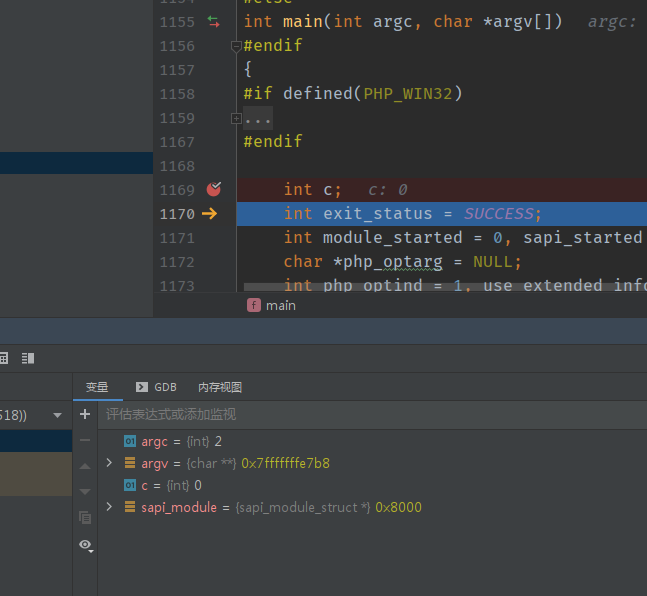 #else
1155 int main(int argc, char *argv[]) argc:
1156 #endif
1157 {
1158 #if defined(PHP_WIN32)
1159 ...
1167 #endif
1168
1169 int c; c: 0
1170 int exit_status = SUCCESS;
1171 int module_started = 0, sapi_started
1172 char *php_optarg = NULL;
1173 int php_optind = 1, use_extended_info
f main
变量 GDB 内存视图
518)) 评估表达式或添加监视
01 argc = {int} 2
argv = {char **} 0x7fffffffe7b8
01 c = {int} 0
sapi_module = {sapi_module_struct *} 0x8000